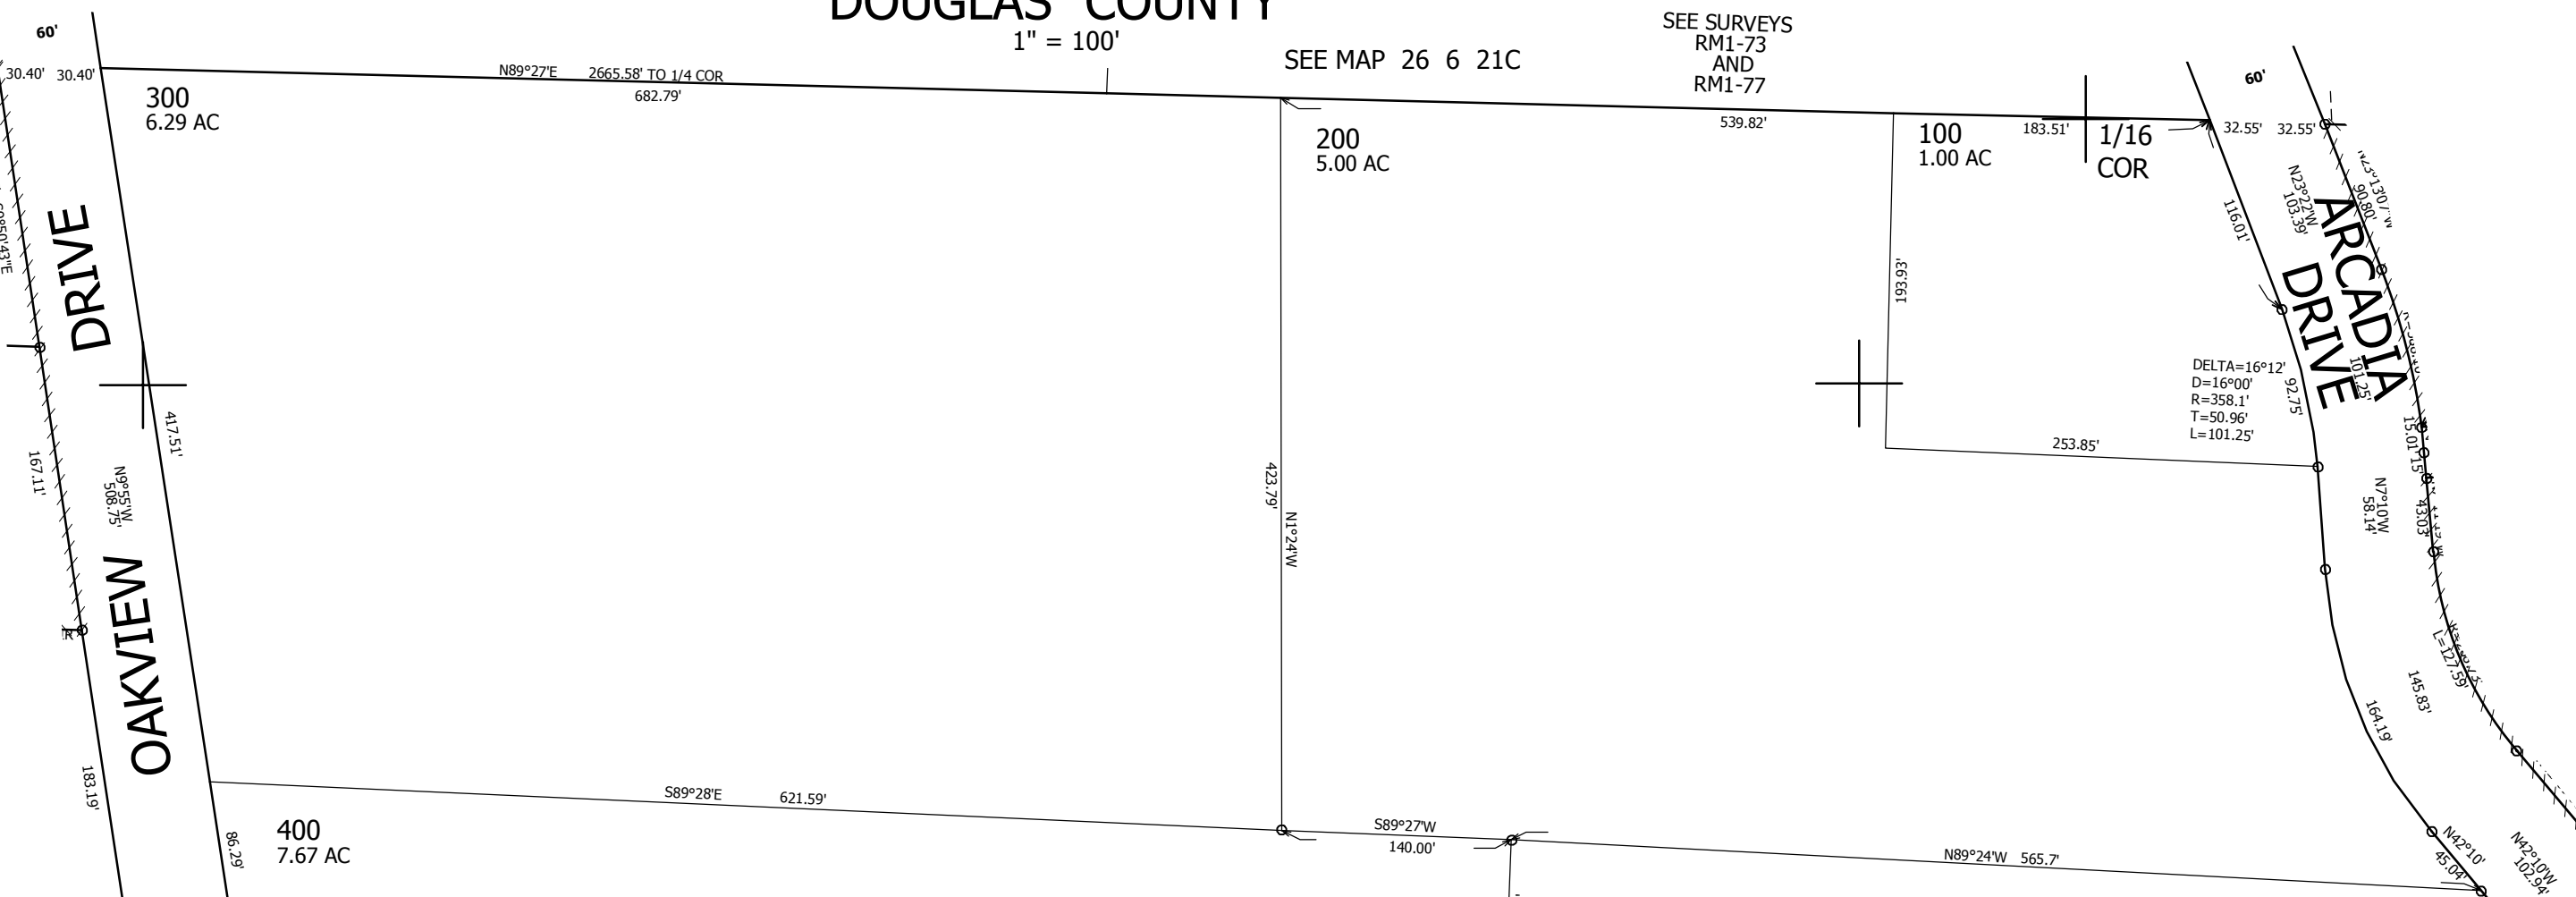 DOUGLAS COUNTY
1" = 100'
SEE MAP 26 6 21C
SEE SURVEYS
RM1-73
AND
RM1-77
60'
30.40' 30.40'
N89°27'E 2665.58' TO 1/4 COR
682.79'
300
6.29 AC
200
5.00 AC
539.82'
100
1.00 AC
183.51'
1/16
COR
60'
32.55' 32.55'
N23°22'W
103.39'
90.80'
116.01'
ARCADIA
DRIVE
193.93'
253.85'
DELTA=16°12'
D=16°00'
R=358.1'
T=50.96'
L=101.25'
92.75'
101.25'
15.01'
15'
43.03'
N7°10'W
58.14'
L=127.59'
145.83'
164.19'
OAKVIEW DRIVE
417.51'
167.11'
N9°55'W
508.75'
183.19'
86.29'
423.79'
N1°24'W
S89°28'E 621.59'
400
7.67 AC
S89°27'W
140.00'
N89°24'W 565.7'
N42°10'
45.04'
N42°10'W
102.94'